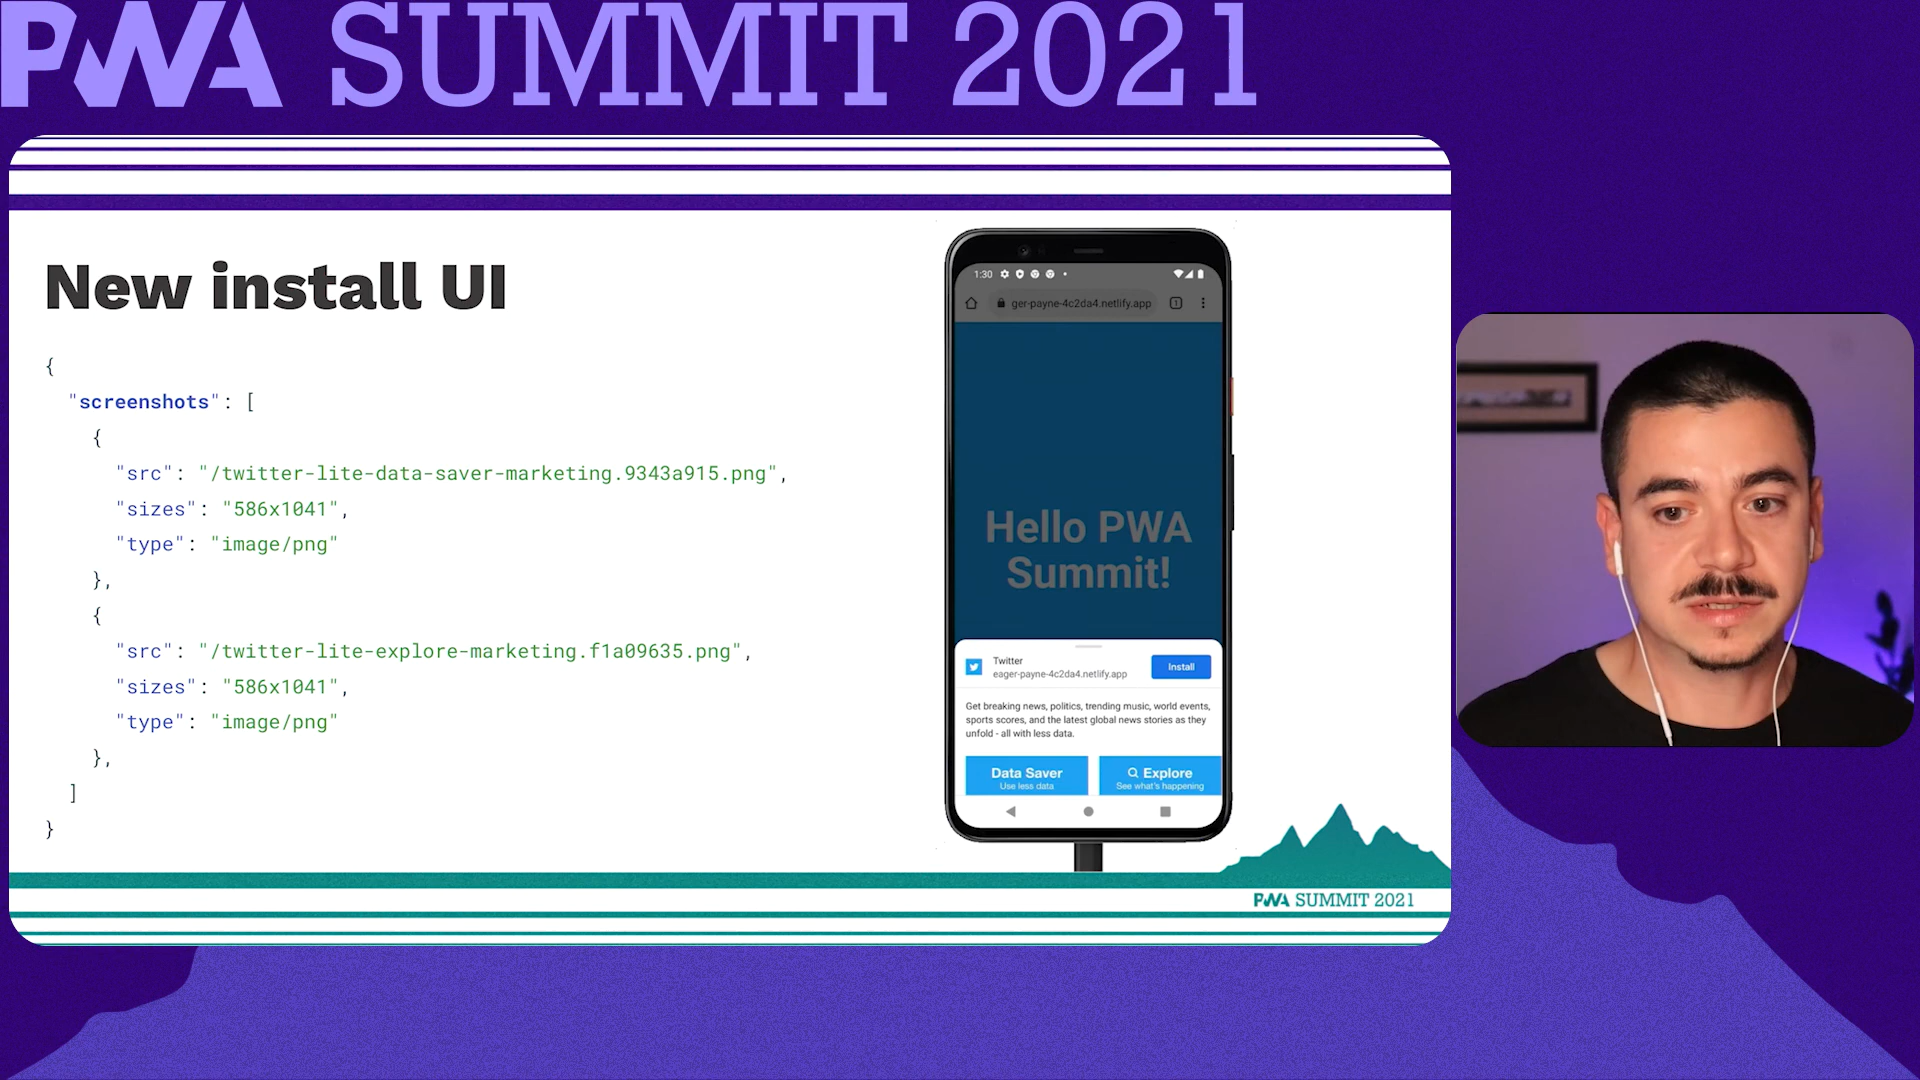 PWA SUMMIT 2021
New install UI
{
"screenshots": [
{
"src": "/twitter-lite-data-saver-marketing.9343a915.png",
"sizes": "586x1041",
"type": "image/png"
},
{
"src": "/twitter-lite-explore-marketing.f1a09635.png",
"sizes": "586x1041",
"type": "image/png"
},
]
}
1:30
ger-payne-4c2da4.netlify.app
1
Hello PWA
Summit!
Twitter
eager-payne-4c2da4.netlify.app
Install
Get breaking news, politics, trending music, world events,
sports scores, and the latest global news stories as they
unfold - all with less data.
Data Saver
Use less data
Explore
See what's happening
PWA SUMMIT 2021